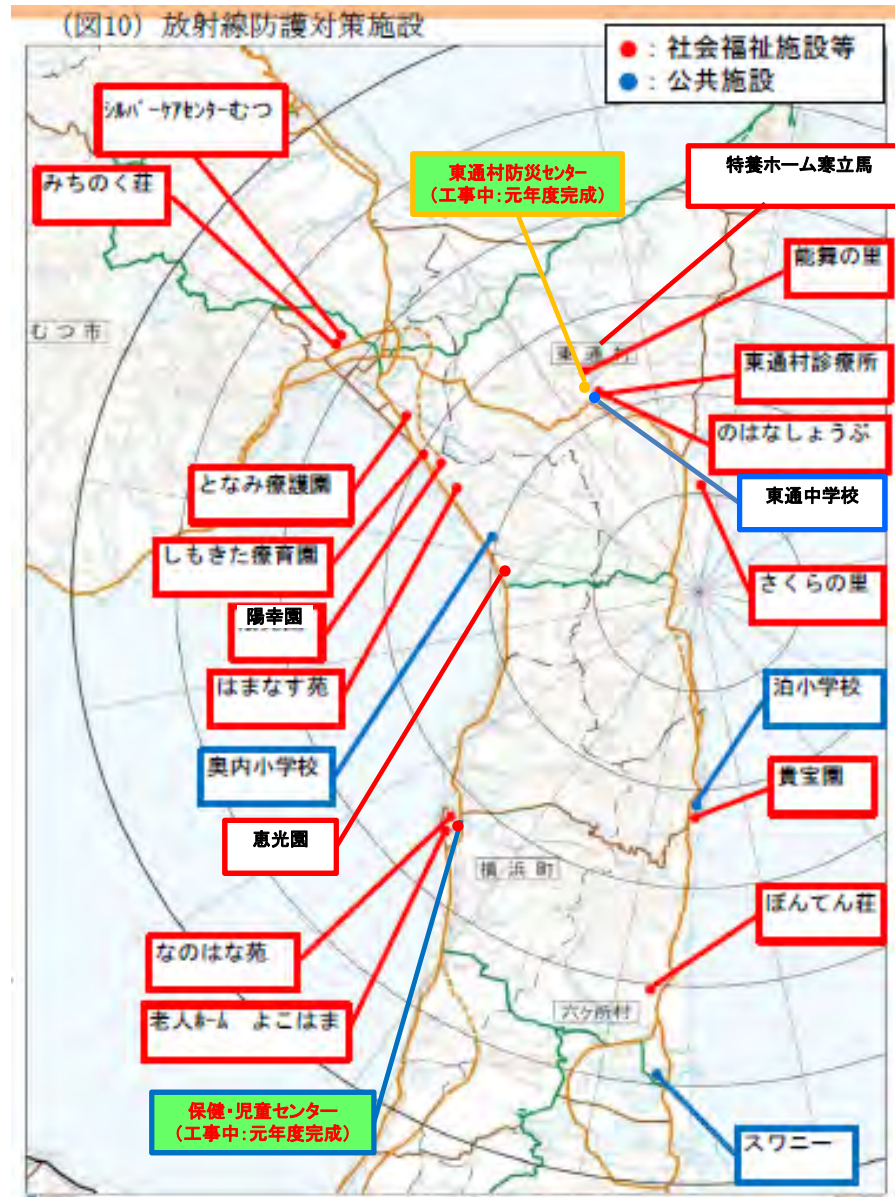 (図10) 放射線防護対策施設
●：社会福祉施設等
●：公共施設
ｼﾙﾊﾞｰｹｱｾﾝﾀｰむつ
みちのく荘
東通村防災ｾﾝﾀｰ
(工事中:元年度完成)
特養ホーム寒立馬
能舞の里
むつ市
東通村
東通村診療所
のはなしょうぶ
となみ療護園
東通中学校
しもきた療育園
さくらの里
陽幸園
はまなす苑
泊小学校
奥内小学校
貴宝園
恵光園
横浜町
ぼんてん荘
なのはな苑
老人ﾎｰﾑ　よこはま
六ケ所村
保健・児童センター
(工事中:元年度完成)
スワニー